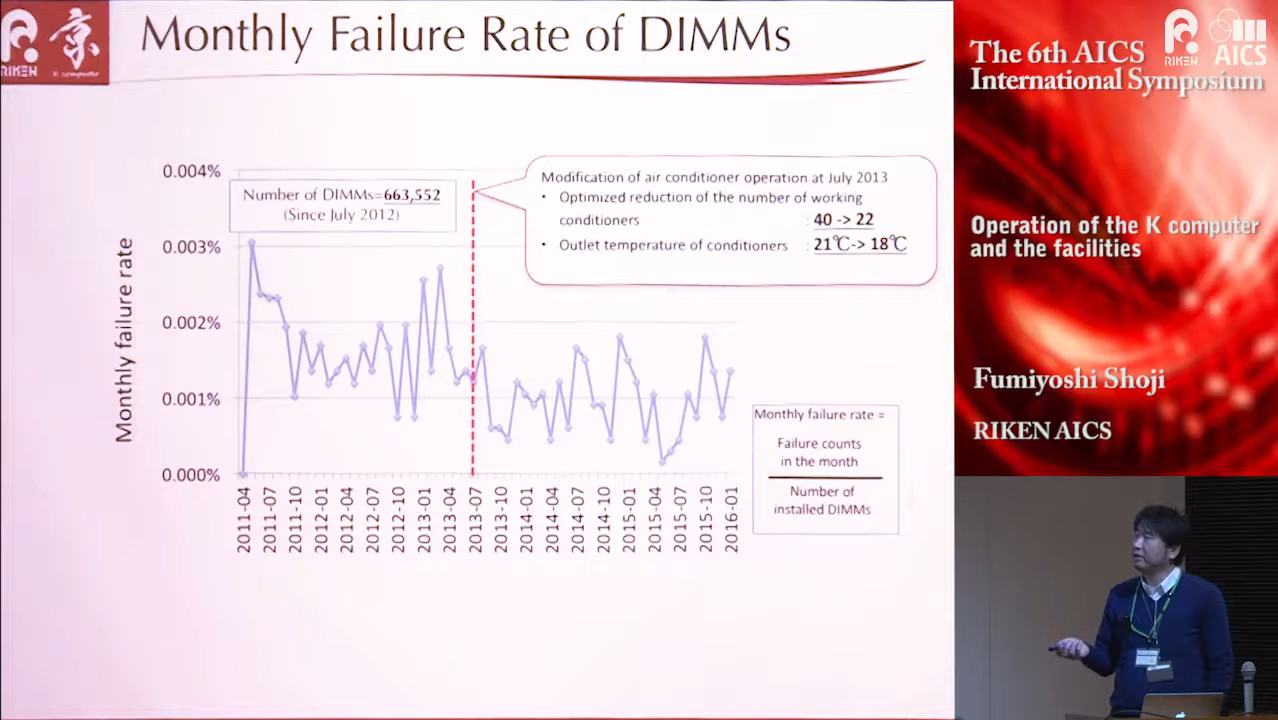 RIKEN
京
K computer
Monthly Failure Rate of DIMMs
Monthly failure rate
0.004%
0.003%
0.002%
0.001%
0.000%
Number of DIMMs=663,552
(Since July 2012)
Modification of air conditioner operation at July 2013
• Optimized reduction of the number of working
conditioners : 40 -> 22
• Outlet temperature of conditioners : 21℃-> 18℃
Monthly failure rate =
Failure counts
in the month
Number of
installed DIMMs
2011-04
2011-07
2011-10
2012-01
2012-04
2012-07
2012-10
2013-01
2013-04
2013-07
2013-10
2014-01
2014-04
2014-07
2014-10
2015-01
2015-04
2015-07
2015-10
2016-01
The 6th AICS
International Symposium
RIKEN
AICS
Operation of the K computer
and the facilities
Fumiyoshi Shoji
RIKEN AICS